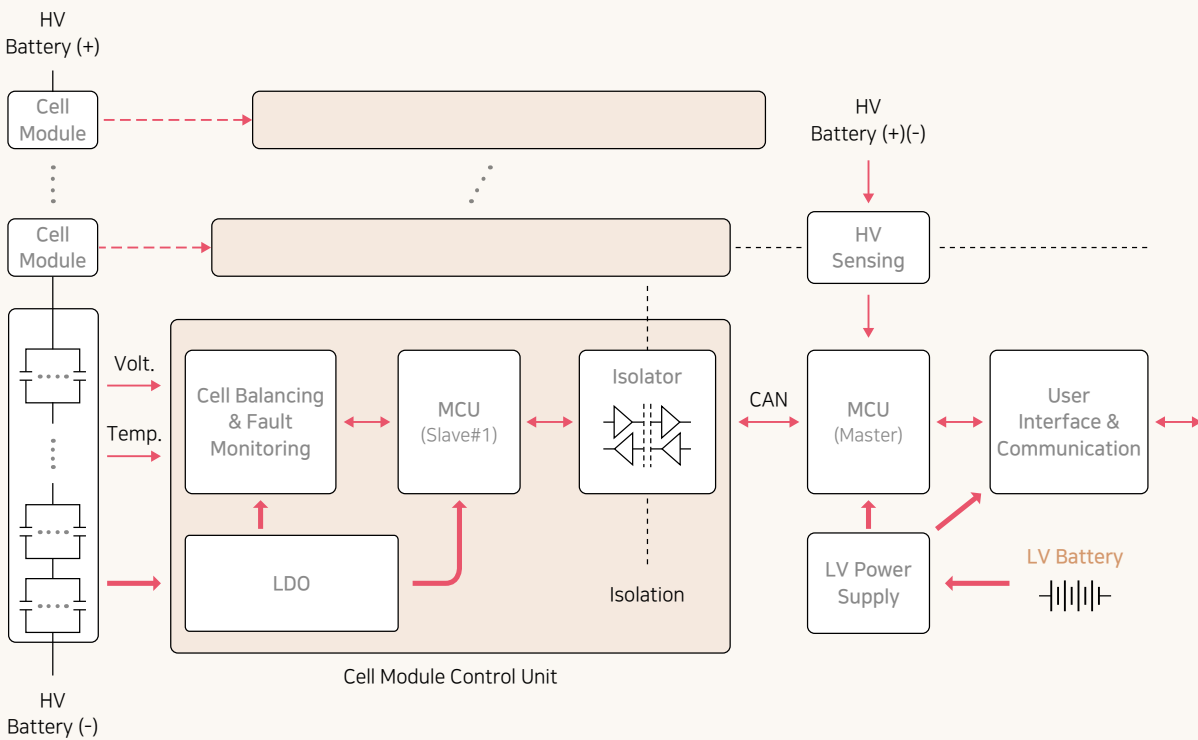 HV
Battery (+)
Cell
Module
HV
Battery (+)(-)
Cell
Module
HV
Sensing
Volt.
Temp.
Cell Balancing
& Fault
Monitoring
MCU
(Slave#1)
Isolator
CAN
MCU
(Master)
User
Interface &
Communication
LDO
Isolation
LV Power
Supply
LV Battery
Cell Module Control Unit
HV
Battery (-)